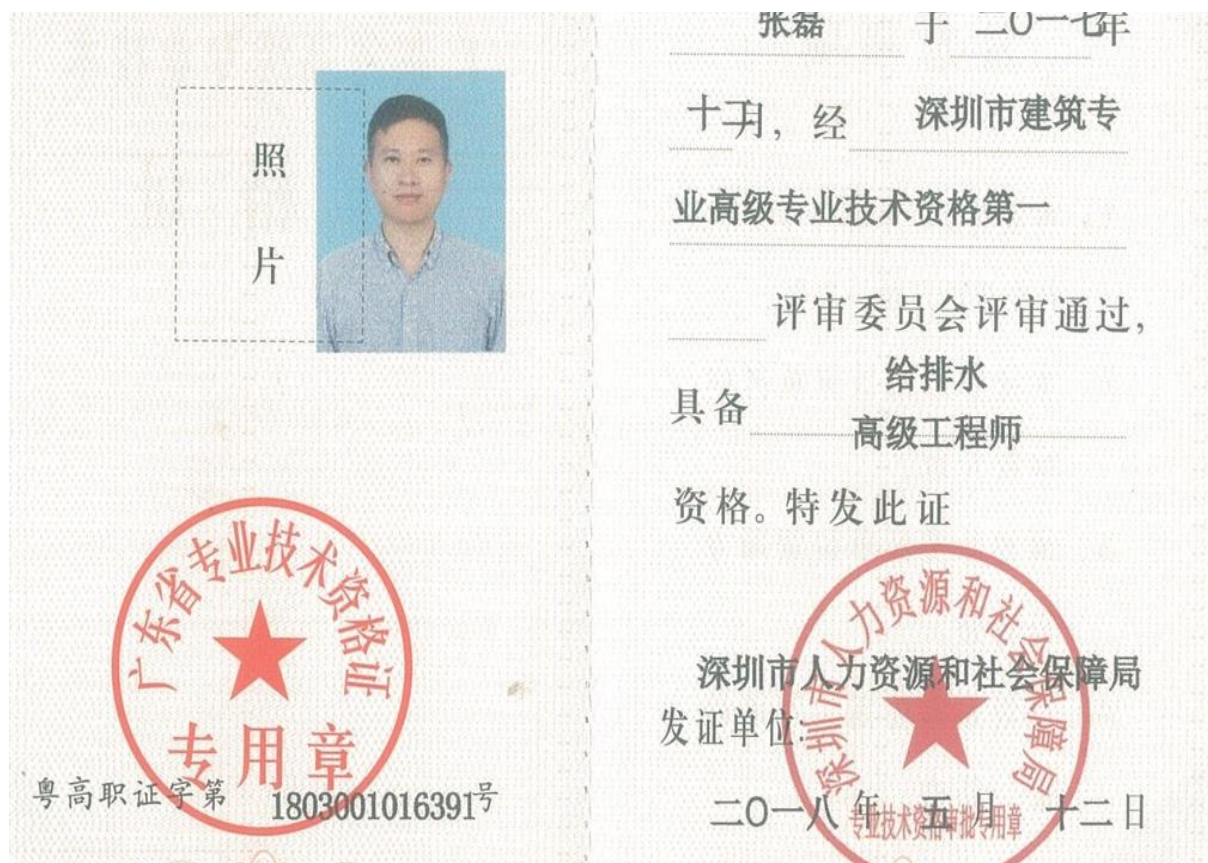 照
片
广东省专业技术资格证
专用章
粤高职证字第 1803001016391号
张磊 于 二〇一七年
十二月，经 深圳市建筑专
业高级专业技术资格第一
评审委员会评审通过，
具备 给排水
高级工程师
资格。特发此证
深圳市人力资源和社会保障局
深圳市人力资源和社会保障局
发证单位：
二〇一八 年 五 月 十二 日
专业技术资格审批专用章